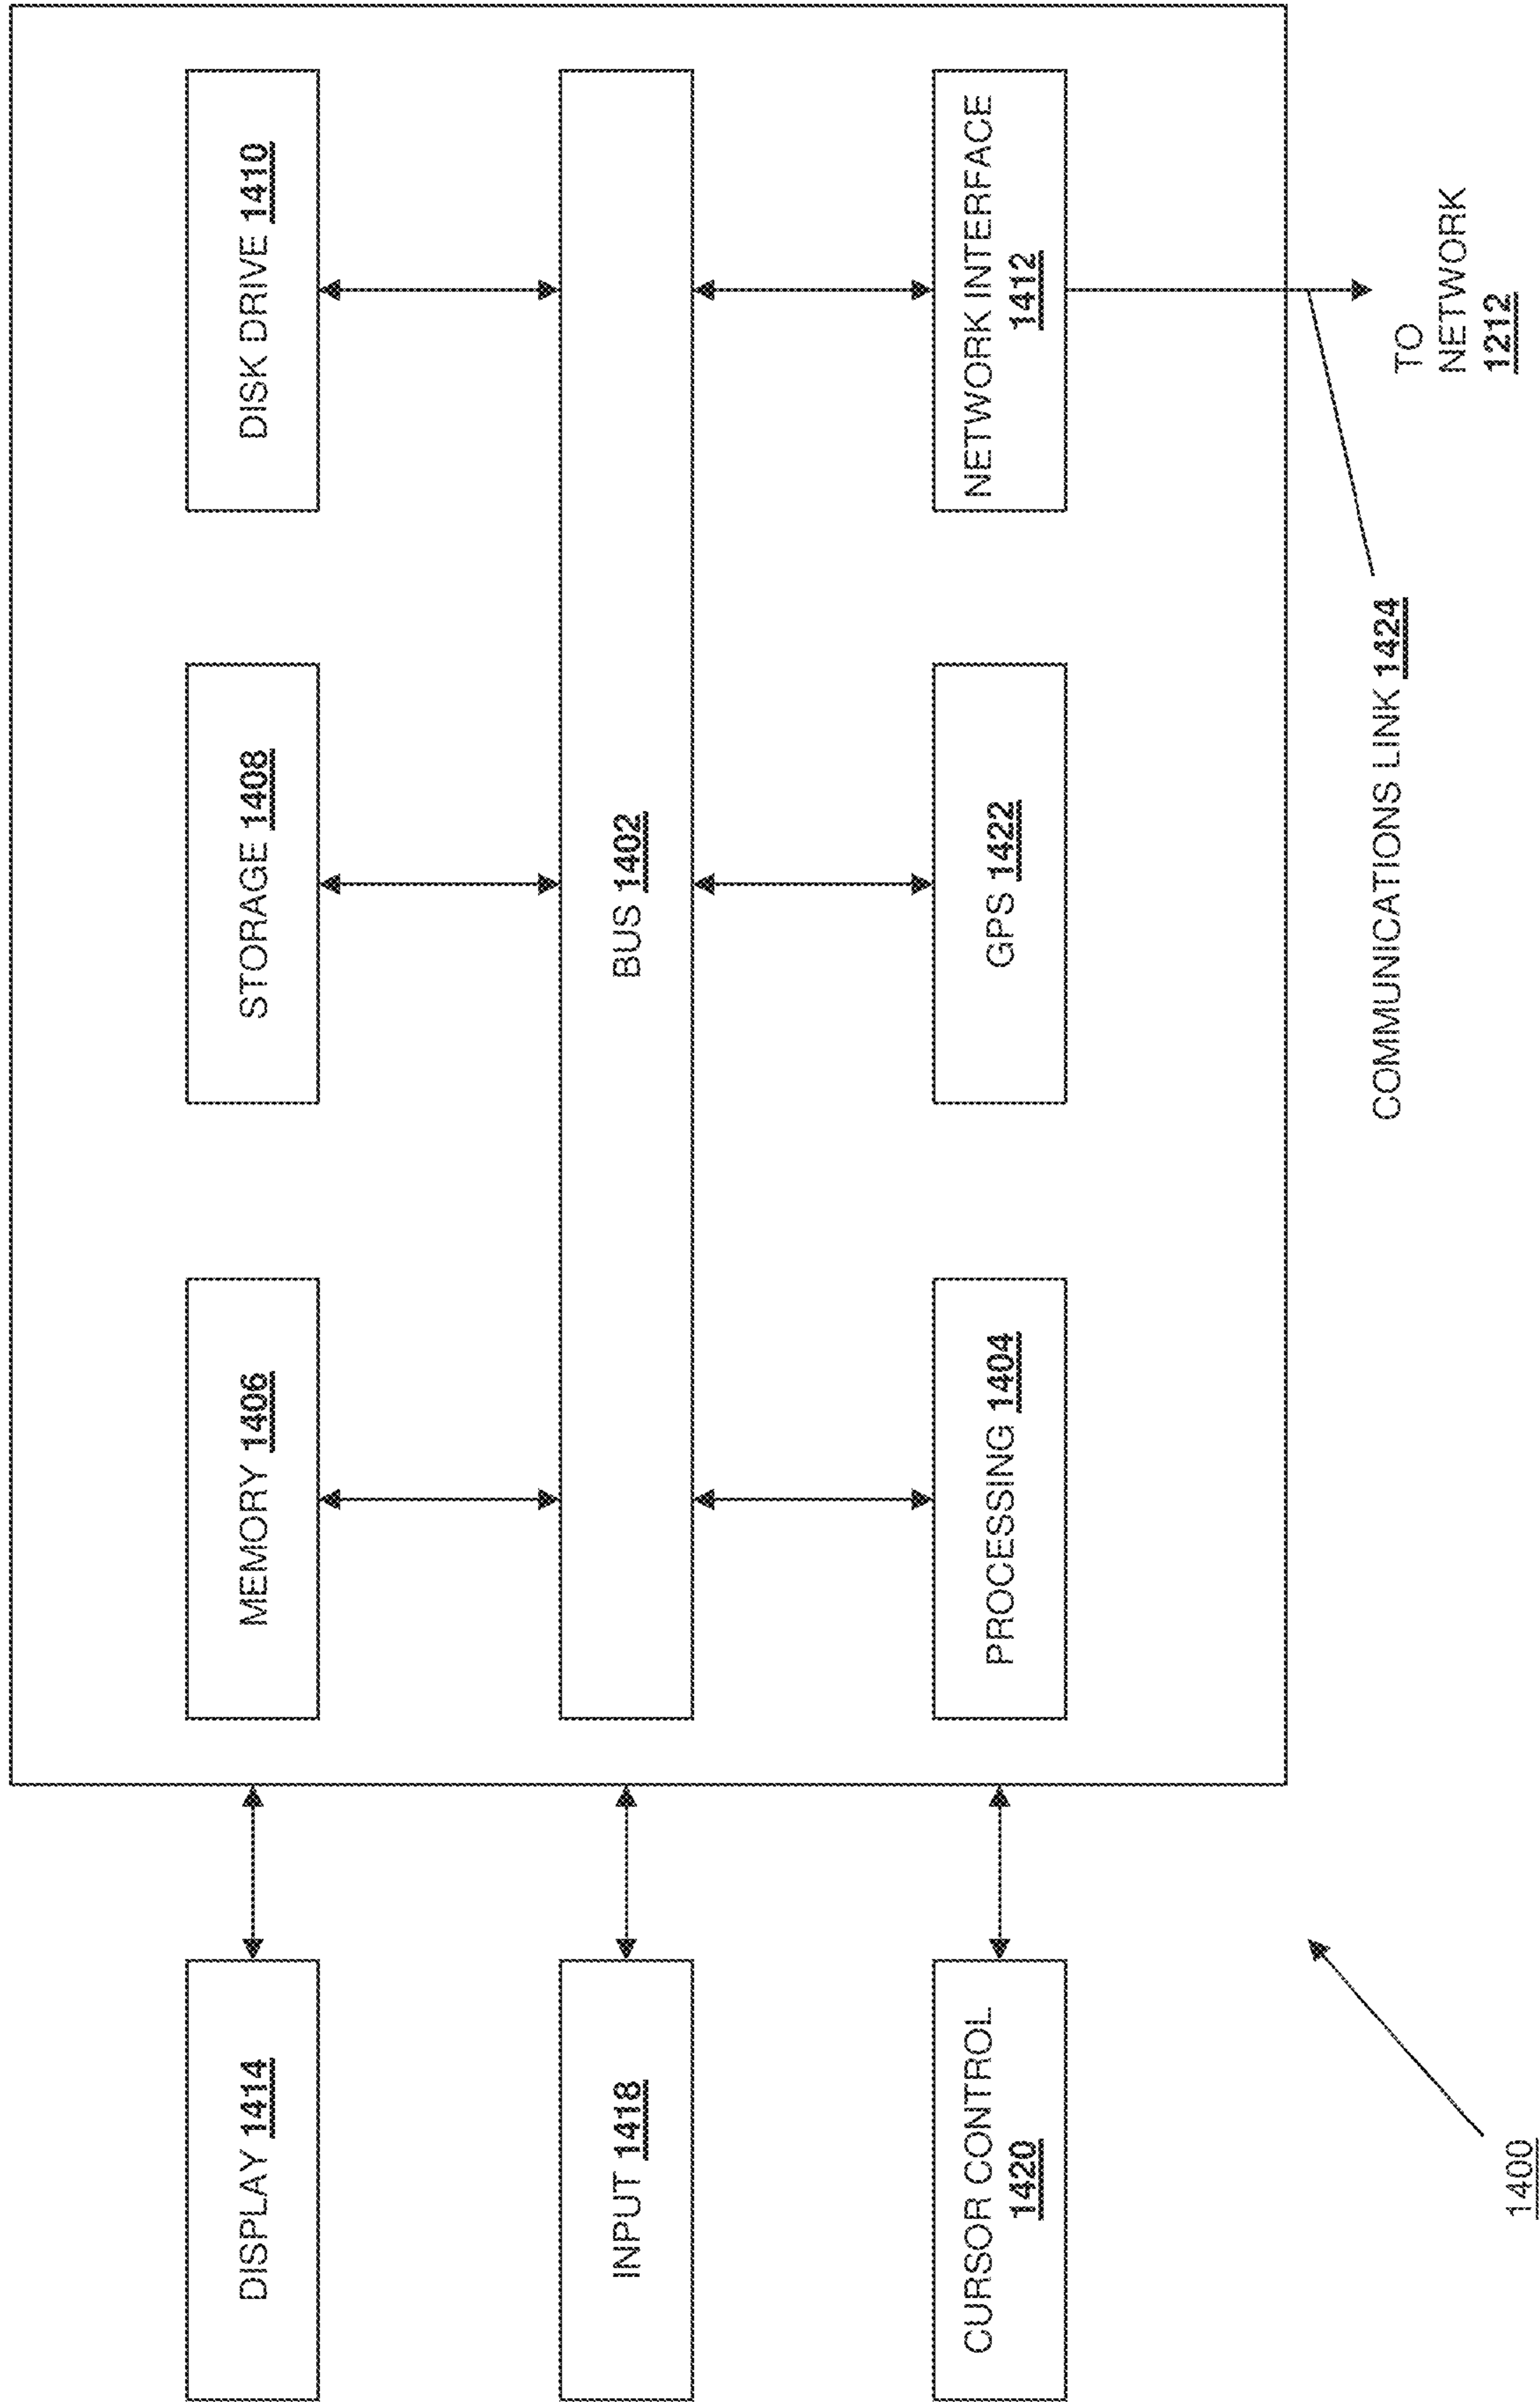 DISPLAY 1414
MEMORY 1406
STORAGE 1408
DISK DRIVE 1410
INPUT 1418
BUS 1402
CURSOR CONTROL
1420
PROCESSING 1404
GPS 1422
NETWORK INTERFACE
1412
COMMUNICATIONS LINK 1424
TO
NETWORK
1212
1400